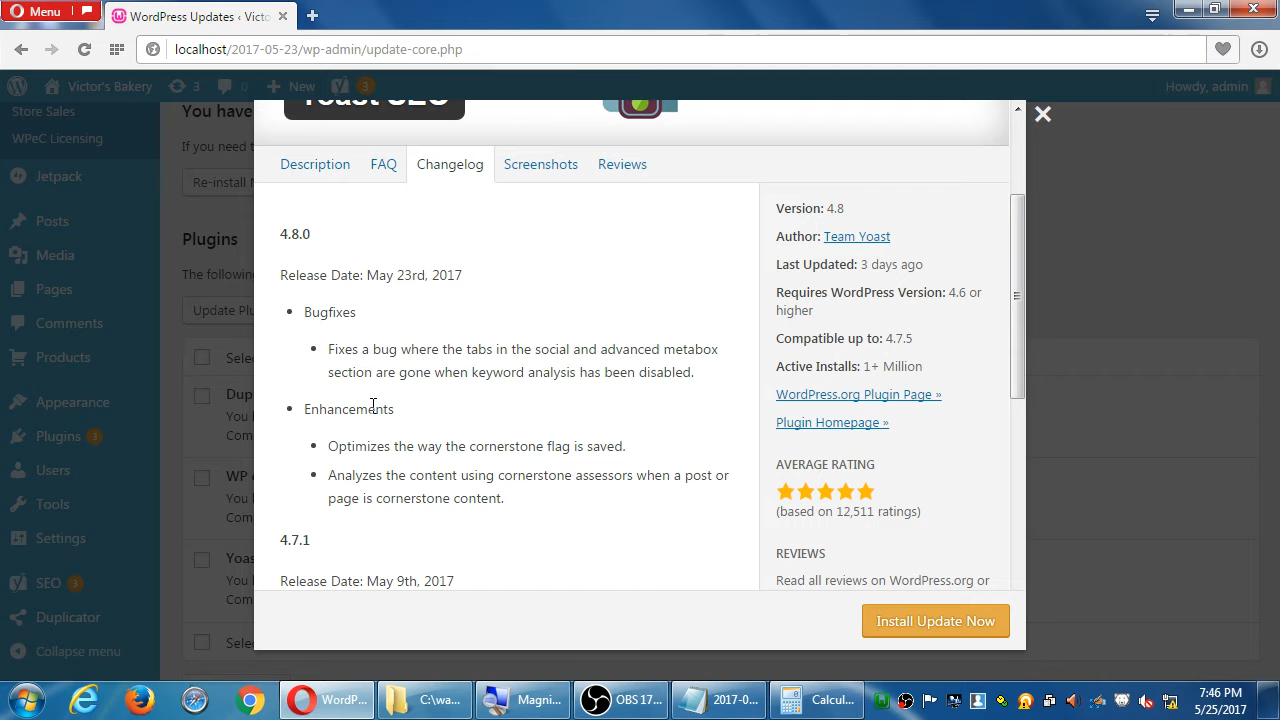 Menu
WordPress Updates ‹ Victo
localhost/2017-05-23/wp-admin/update-core.php
Victor's Bakery 3 0 New 3 Howdy, admin
Store Sales
WPeC Licensing
Jetpack
Posts
Media
Pages
Comments
Products
Appearance
Plugins 3
Users
Tools
Settings
SEO 3
Duplicator
Collapse menu
You have
If you need t
Re-install N
Plugins
The following
Update Plu
Selec
Dup
You h
Com
WP
You h
Com
Yoas
You h
Com
Selec
Yoast SEO
Description FAQ Changelog Screenshots Reviews
4.8.0
Release Date: May 23rd, 2017
Bugfixes
Fixes a bug where the tabs in the social and advanced metabox
section are gone when keyword analysis has been disabled.
Enhancements
Optimizes the way the cornerstone flag is saved.
Analyzes the content using cornerstone assessors when a post or
page is cornerstone content.
4.7.1
Release Date: May 9th, 2017
Version: 4.8
Author: Team Yoast
Last Updated: 3 days ago
Requires WordPress Version: 4.6 or
higher
Compatible up to: 4.7.5
Active Installs: 1+ Million
WordPress.org Plugin Page »
Plugin Homepage »
AVERAGE RATING
(based on 12,511 ratings)
REVIEWS
Read all reviews on WordPress.org or
Install Update Now
WordP... C:\wa... Magni... OBS 17... 2017-0... Calcul...
7:46 PM
5/25/2017